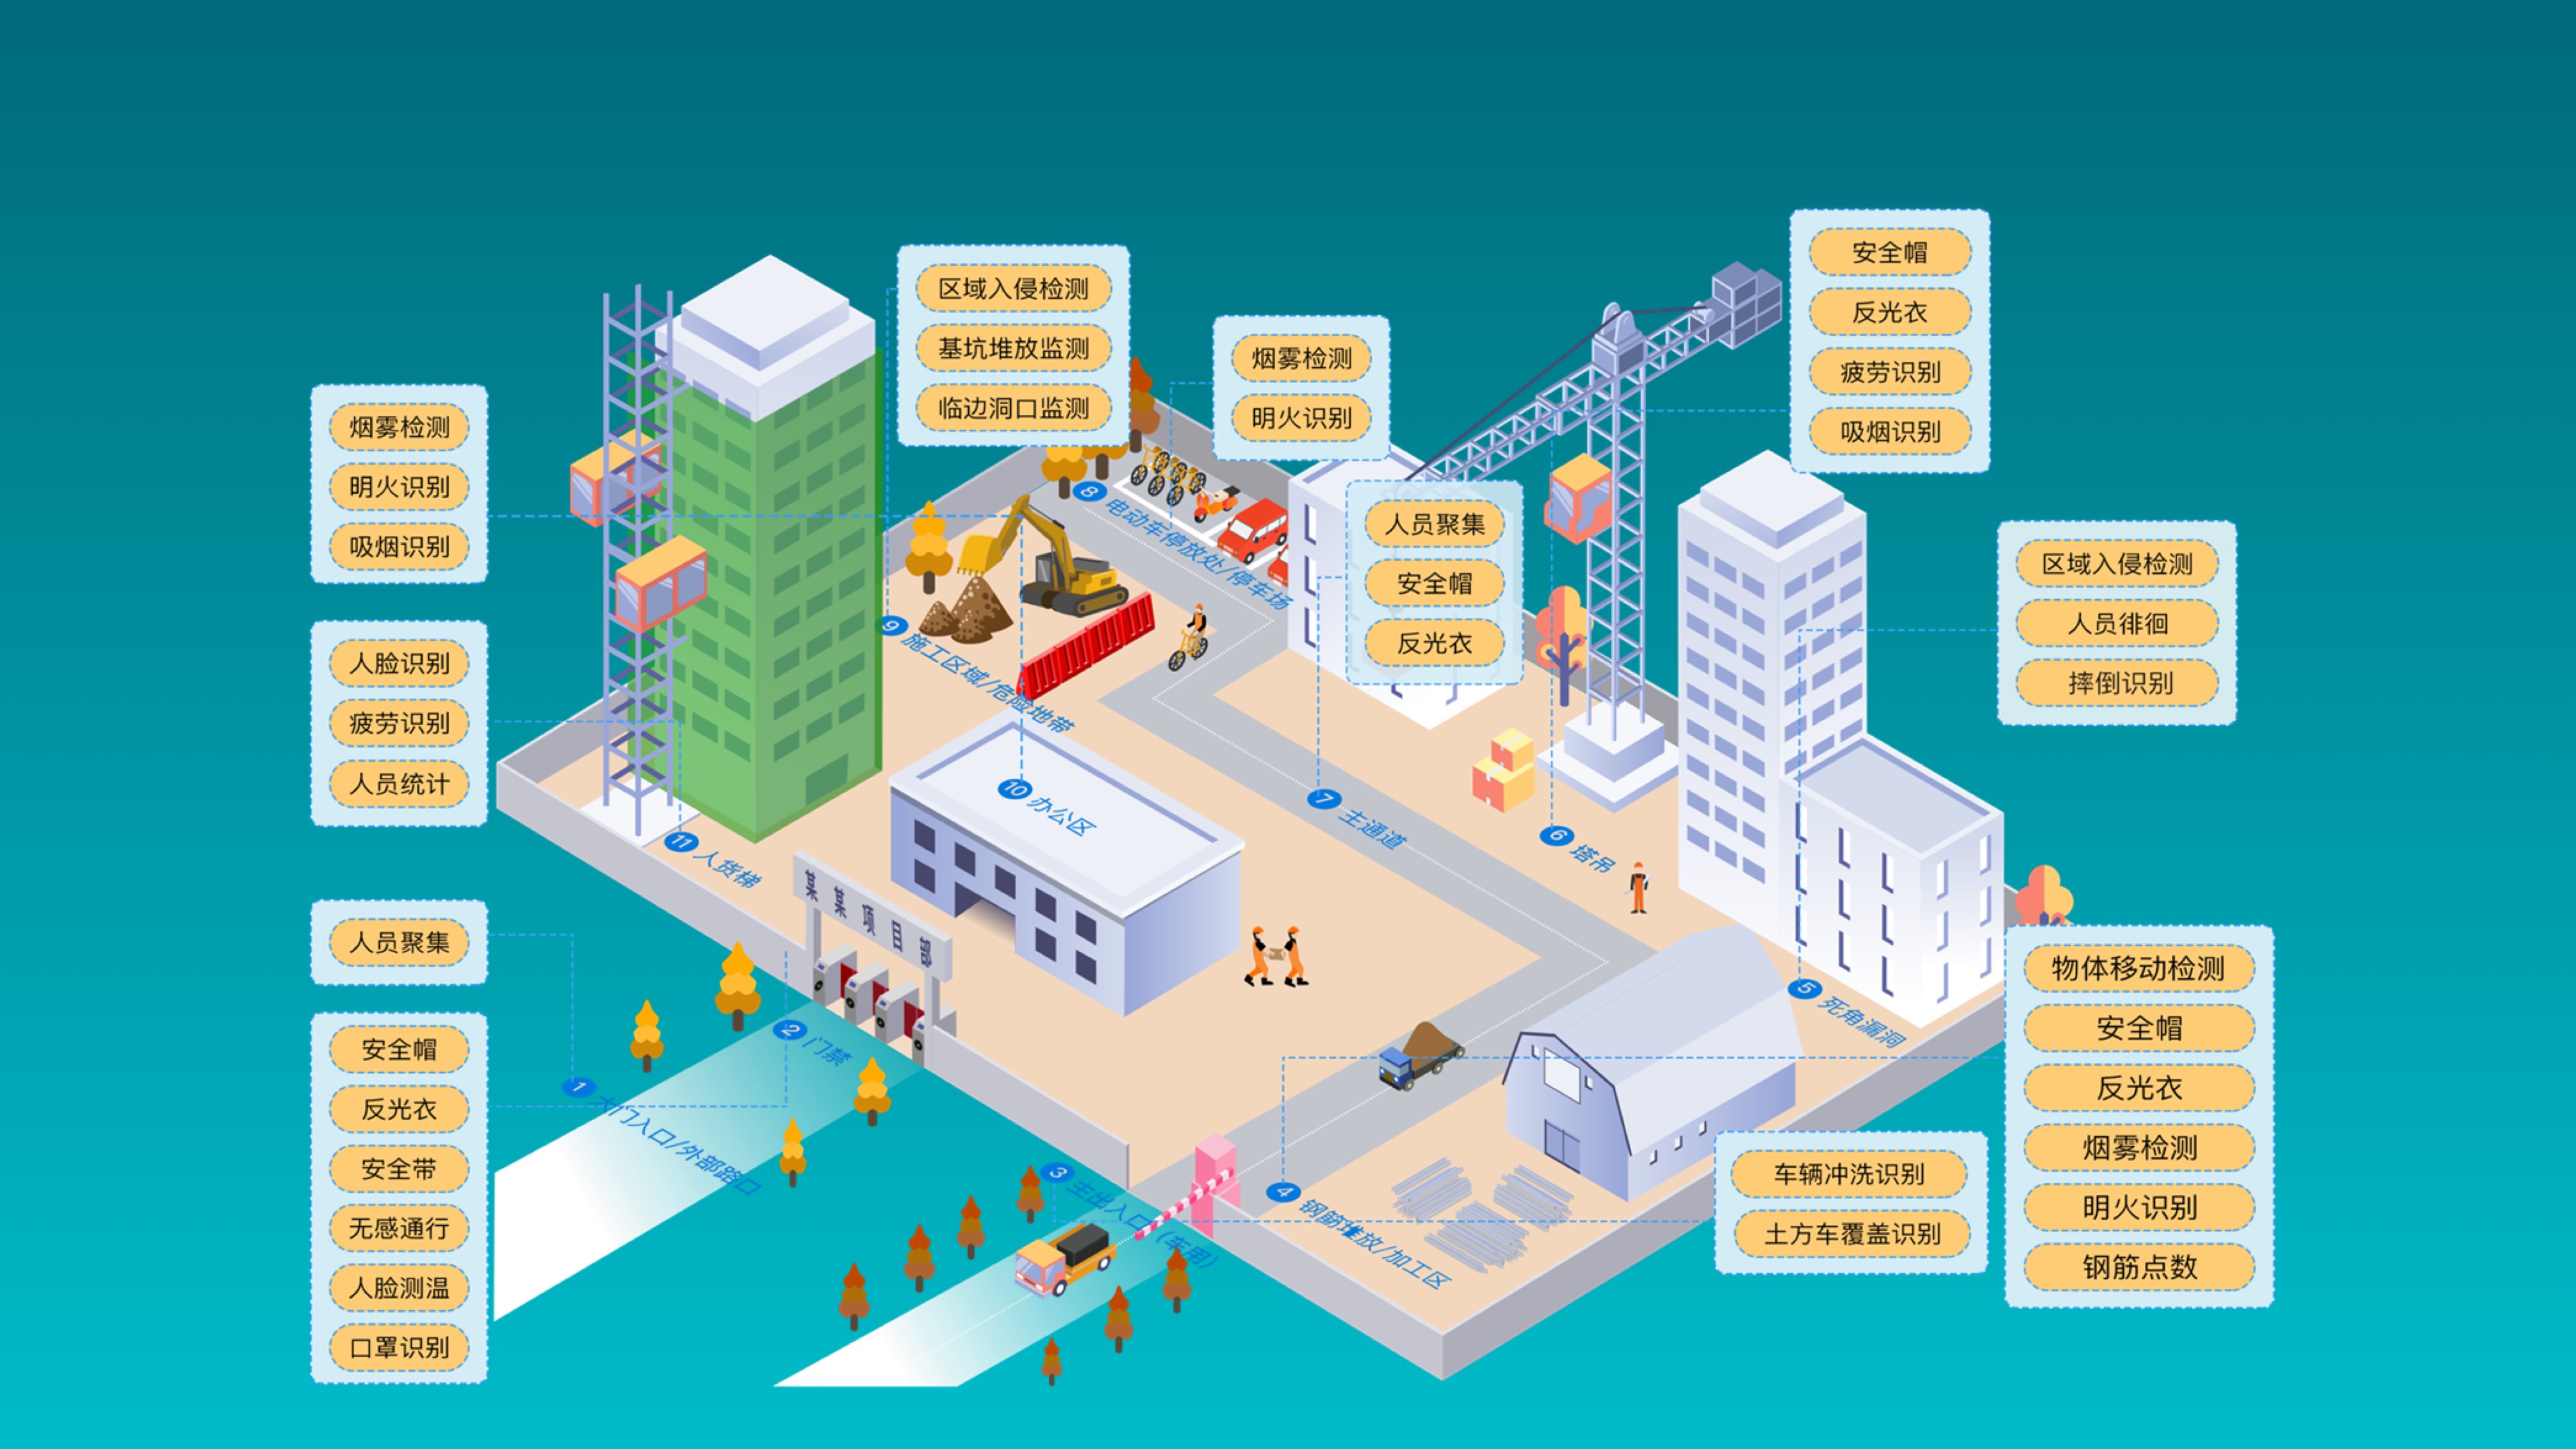 安全帽
反光衣
疲劳识别
吸烟识别
区域入侵检测
基坑堆放监测
临边洞口监测
烟雾检测
明火识别
烟雾检测
明火识别
吸烟识别
人员聚集
安全帽
反光衣
区域入侵检测
人员徘徊
摔倒识别
人脸识别
疲劳识别
人员统计
8 电动车停放处/停车场
9 施工区域/危险地带
10 办公区
7 主通道
6 塔吊
11 人货梯
某某项目部
人员聚集
安全帽
反光衣
安全带
无感通行
人脸测温
口罩识别
2 门禁
1 大门入口/外部路口
5 死角漏洞
3 主出入口(车用)
4 钢筋堆放/加工区
物体移动检测
安全帽
反光衣
烟雾检测
明火识别
钢筋点数
车辆冲洗识别
土方车覆盖识别